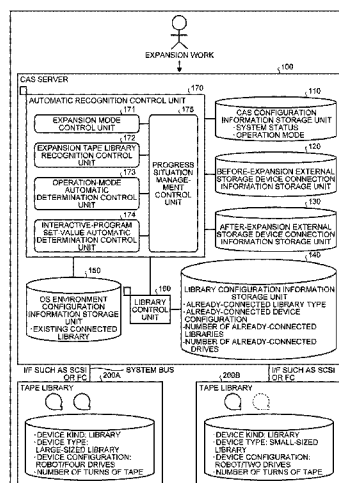 EXPANSION WORK
100
CAS SERVER
170
AUTOMATIC RECOGNITION CONTROL UNIT
171
175
EXPANSION MODE
CONTROL UNIT
172
EXPANSION TAPE LIBRARY
RECOGNITION CONTROL
UNIT
173
OPERATION-MODE
AUTOMATIC
DETERMINATION CONTROL
UNIT
174
INTERACTIVE-PROGRAM
SET-VALUE AUTOMATIC
DETERMINATION CONTROL
UNIT
PROGRESS
SITUATION
MANAGE-
MENT
CONTROL
UNIT
110
CAS CONFIGURATION
INFORMATION STORAGE
UNIT
·SYSTEM STATUS
·OPERATION MODE
120
BEFORE-EXPANSION EXTERNAL
STORAGE DEVICE CONNECTION
INFORMATION STORAGE UNIT
130
AFTER-EXPANSION EXTERNAL
STORAGE DEVICE CONNECTION
INFORMATION STORAGE UNIT
140
LIBRARY CONFIGURATION INFORMATION
STORAGE UNIT
·ALREADY-CONNECTED LIBRARY TYPE
·ALREADY-CONNECTED DEVICE
CONFIGURATION
·NUMBER OF ALREADY-CONNECTED
LIBRARIES
·NUMBER OF ALREADY-CONNECTED
DRIVES
150
OS ENVIRONMENT
CONFIGURATION
INFORMATION STORAGE
UNIT
·EXISTING CONNECTED
LIBRARY
160
LIBRARY
CONTROL
UNIT
I/F SUCH AS SCSI
OR FC
SYSTEM BUS
I/F SUCH AS SCSI
OR FC
200A
TAPE LIBRARY
·DEVICE KIND: LIBRARY
·DEVICE TYPE:
LARGE-SIZED LIBRARY
·DEVICE CONFIGURATION:
ROBOT/FOUR DRIVES
·NUMBER OF TURNS OF TAPE
200B
TAPE LIBRARY
·DEVICE KIND: LIBRARY
·DEVICE TYPE: SMALL-SIZED
LIBRARY
·DEVICE CONFIGURATION:
ROBOT/TWO DRIVES
·NUMBER OF TURNS OF TAPE